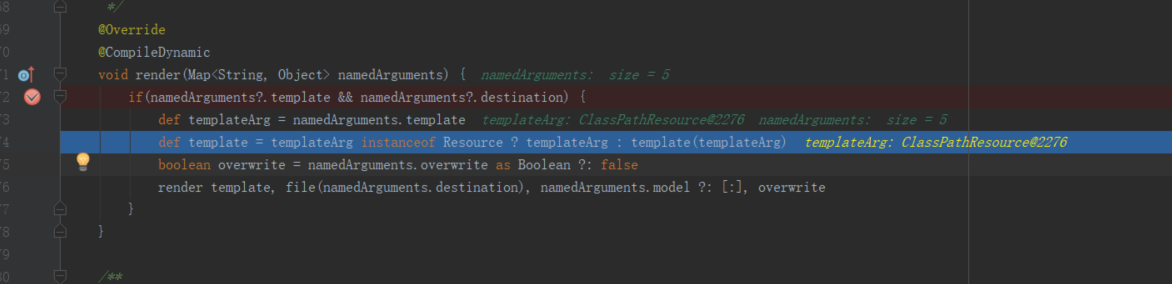 68 */
69 @Override
70 @CompileDynamic
71 void render(Map<String, Object> namedArguments) { namedArguments: size = 5
72 if(namedArguments?.template && namedArguments?.destination) {
73 def templateArg = namedArguments.template templateArg: ClassPathResource@2276 namedArguments: size = 5
74 def template = templateArg instanceof Resource ? templateArg : template(templateArg) templateArg: ClassPathResource@2276
75 boolean overwrite = namedArguments.overwrite as Boolean ?: false
76 render template, file(namedArguments.destination), namedArguments.model ?: [:], overwrite
77 }
78 }
79
80 /**